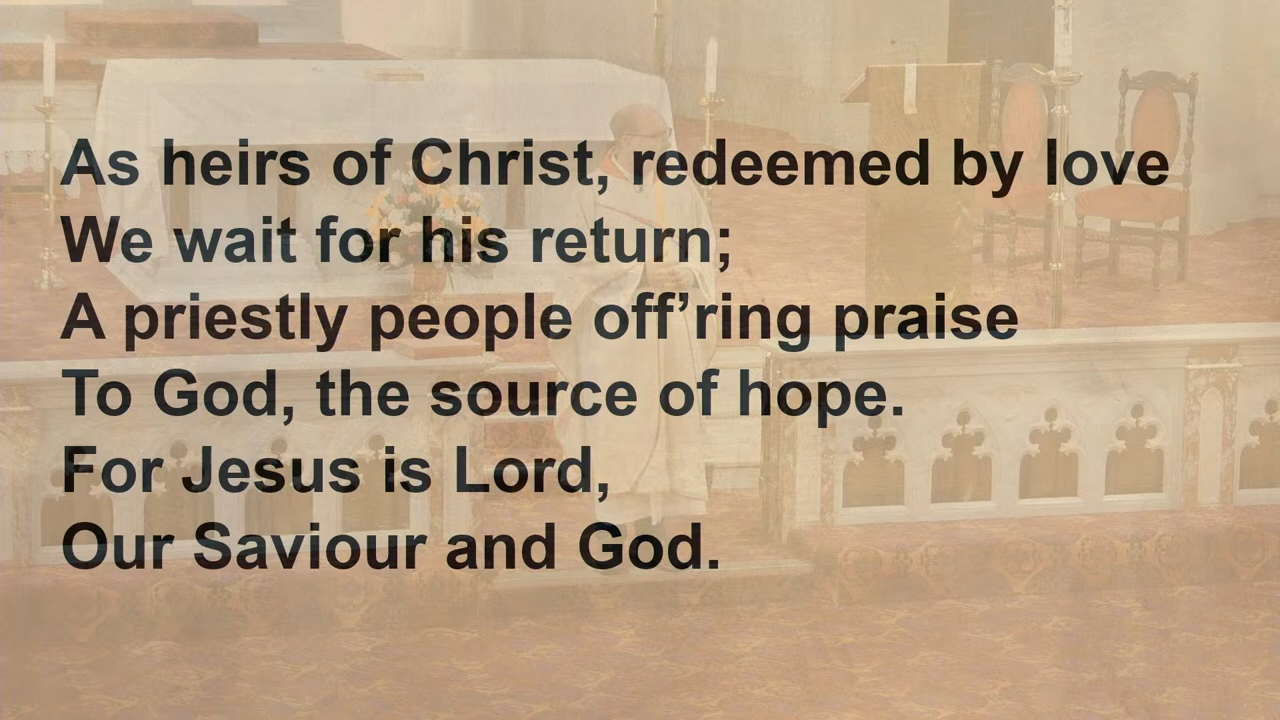 As heirs of Christ, redeemed by love
We wait for his return;
A priestly people off’ring praise
To God, the source of hope.
For Jesus is Lord,
Our Saviour and God.